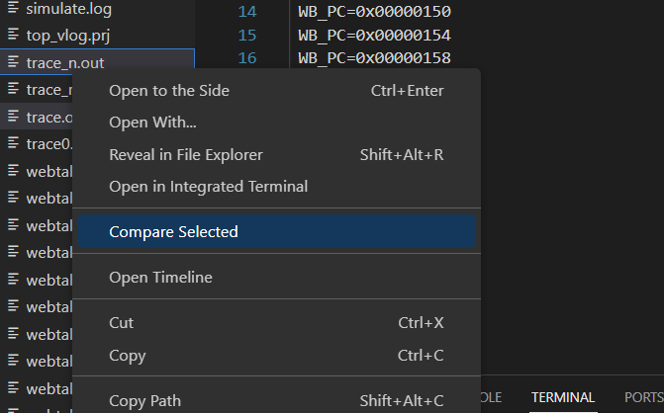 simulate.log
top_vlog.prj
trace_n.out
trace_r
trace.o
trace0.
webtal
webtal
webtal
webtal
webtal
webtal
webtal
webtal
webtal
14 WB_PC=0x00000150
15 WB_PC=0x00000154
16 WB_PC=0x00000158
Open to the Side Ctrl+Enter
Open With...
Reveal in File Explorer Shift+Alt+R
Open in Integrated Terminal
Compare Selected
Open Timeline
Cut Ctrl+X
Copy Ctrl+C
Copy Path Shift+Alt+C
OLE TERMINAL PORTS